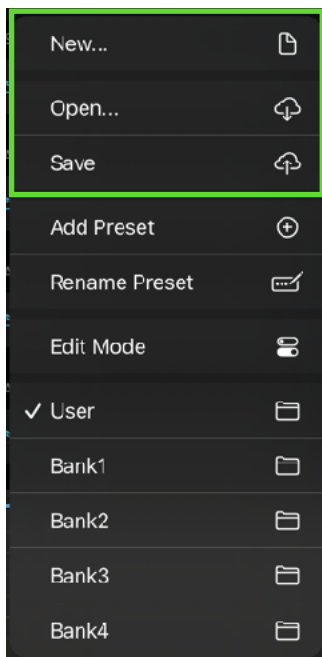 New...
Open...
Save
Add Preset
Rename Preset
Edit Mode
User
Bank1
Bank2
Bank3
Bank4